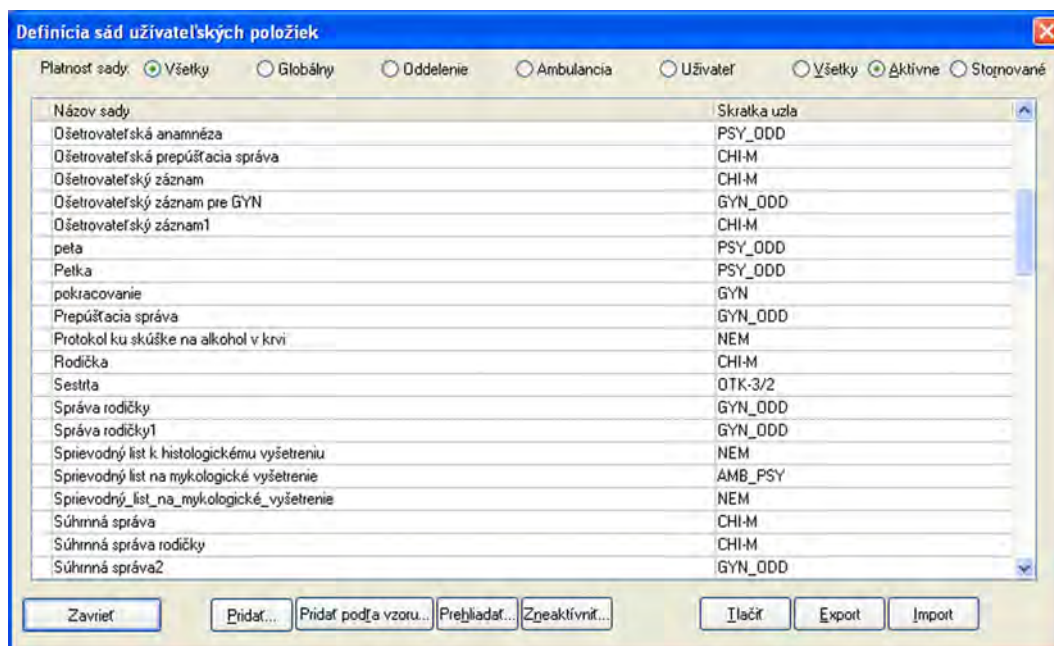 Definícia sád užívateľských položiek
Platnosť sady: Všetky Globálny Oddelenie Ambulancia Užívateľ Všetky Aktívne Stornované
Názov sady Skratka uzla
Ošetrovateľská anamnéza PSY_ODD
Ošetrovateľská prepúšťacia správa CHI-M
Ošetrovateľský záznam CHI-M
Ošetrovateľský záznam pre GYN GYN_ODD
Ošetrovateľský záznam1 CHI-M
peta PSY_ODD
Petka PSY_ODD
pokracovanie GYN
Prepúšťacia správa GYN_ODD
Protokol ku skúške na alkohol v krvi NEM
Rodička CHI-M
Sestrta OTK-3/2
Správa rodičky GYN_ODD
Správa rodičky1 GYN_ODD
Sprievodný list k histologickému vyšetreniu NEM
Sprievodný list na mykologické vyšetrenie AMB_PSY
Sprievodný_list_na_mykologické_vyšetrenie NEM
Súhrnná správa CHI-M
Súhrnná správa rodičky CHI-M
Súhrnná správa2 GYN_ODD
Zavrieť Pridať... Pridať podľa vzoru... Prehliadať... Zneaktívniť... Tlačiť Export Import